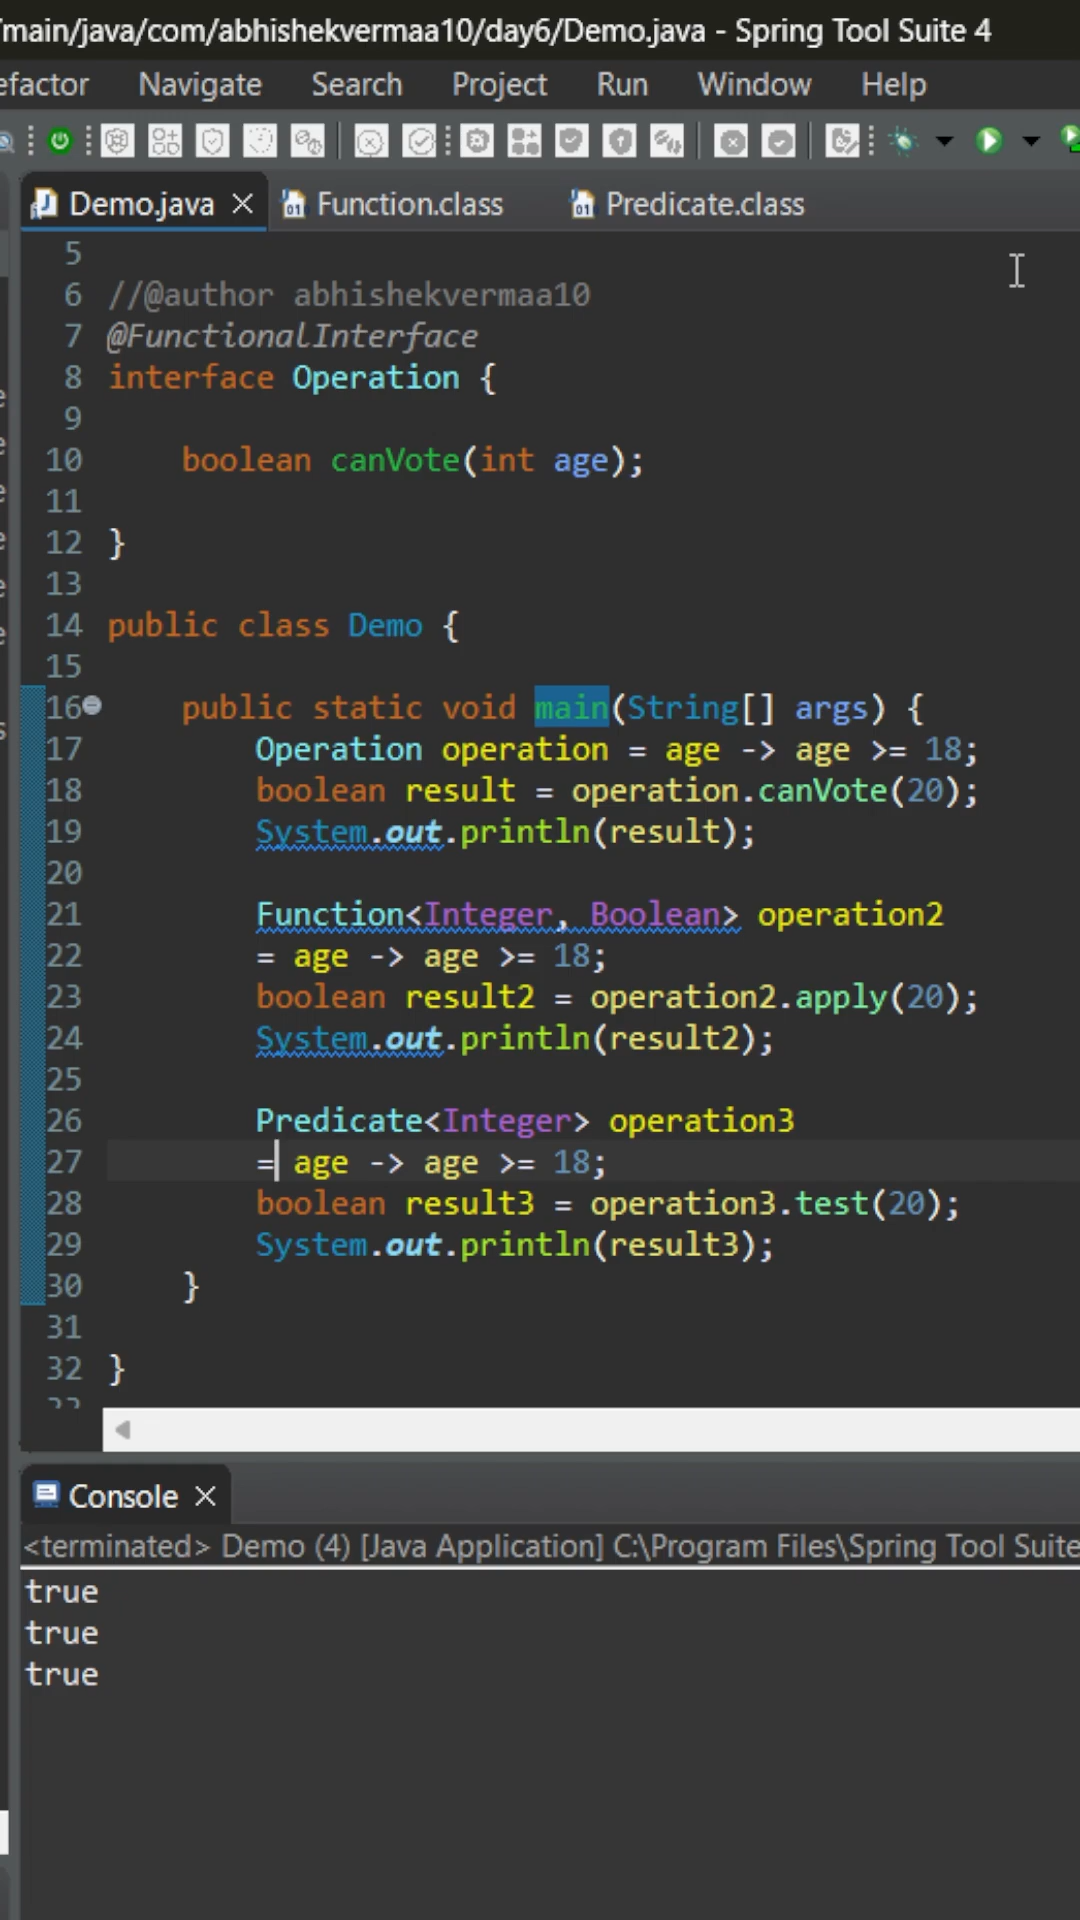 /main/java/com/abhishekvermaa10/day6/Demo.java - Spring Tool Suite 4
efactor Navigate Search Project Run Window Help
Demo.java Function.class Predicate.class
5
6 //@author abhishekvermaa10
7 @FunctionalInterface
8 interface Operation {
9
10 boolean canVote(int age);
11
12 }
13
14 public class Demo {
15
16 public static void main(String[] args) {
17 Operation operation = age -> age >= 18;
18 boolean result = operation.canVote(20);
19 System.out.println(result);
20
21 Function<Integer, Boolean> operation2
22 = age -> age >= 18;
23 boolean result2 = operation2.apply(20);
24 System.out.println(result2);
25
26 Predicate<Integer> operation3
27 = age -> age >= 18;
28 boolean result3 = operation3.test(20);
29 System.out.println(result3);
30 }
31
32 }
Console
<terminated> Demo (4) [Java Application] C:\Program Files\Spring Tool Suite
true
true
true